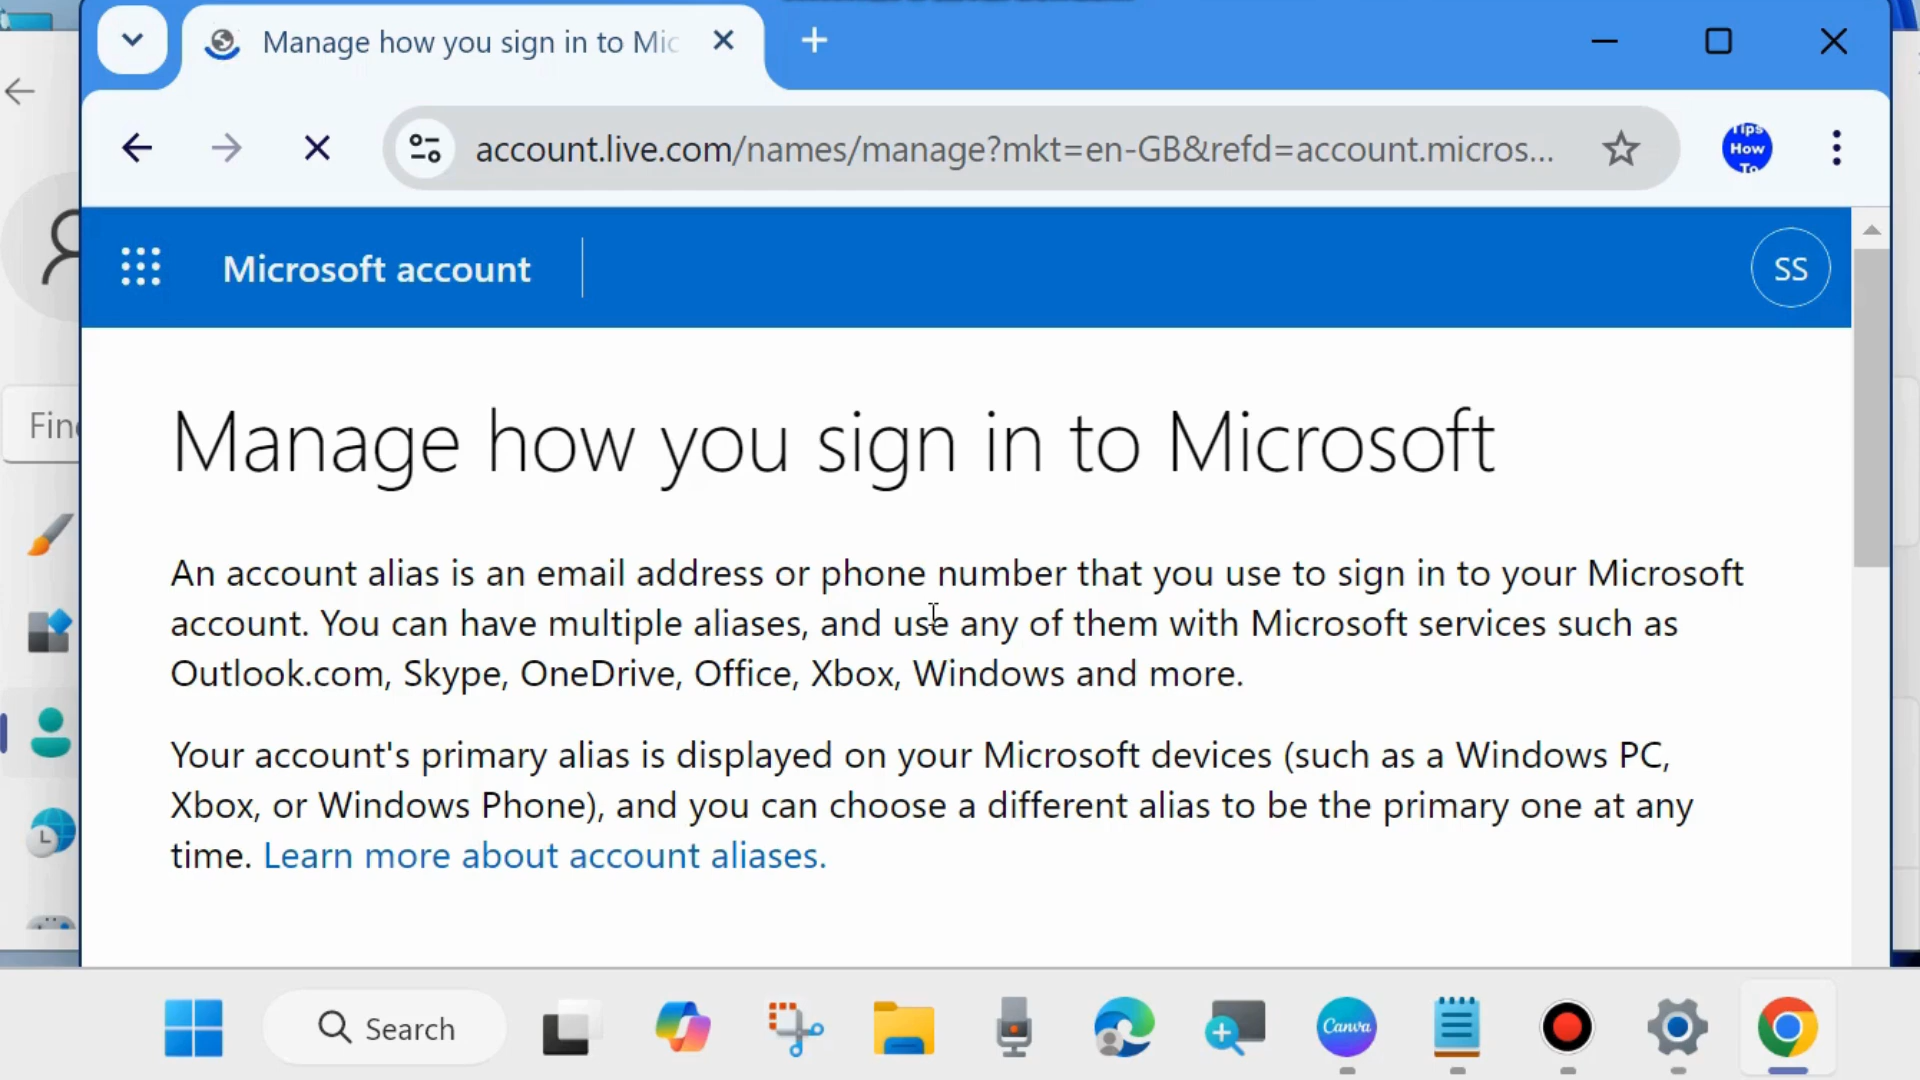 Manage how you sign in to Mic
account.live.com/names/manage?mkt=en-GB&refd=account.micros...
Tips
How
To
Microsoft account
SS
Manage how you sign in to Microsoft
Find
An account alias is an email address or phone number that you use to sign in to your Microsoft
account. You can have multiple aliases, and use any of them with Microsoft services such as
Outlook.com, Skype, OneDrive, Office, Xbox, Windows and more.
Your account's primary alias is displayed on your Microsoft devices (such as a Windows PC,
Xbox, or Windows Phone), and you can choose a different alias to be the primary one at any
time. Learn more about account aliases.
Search
Canva